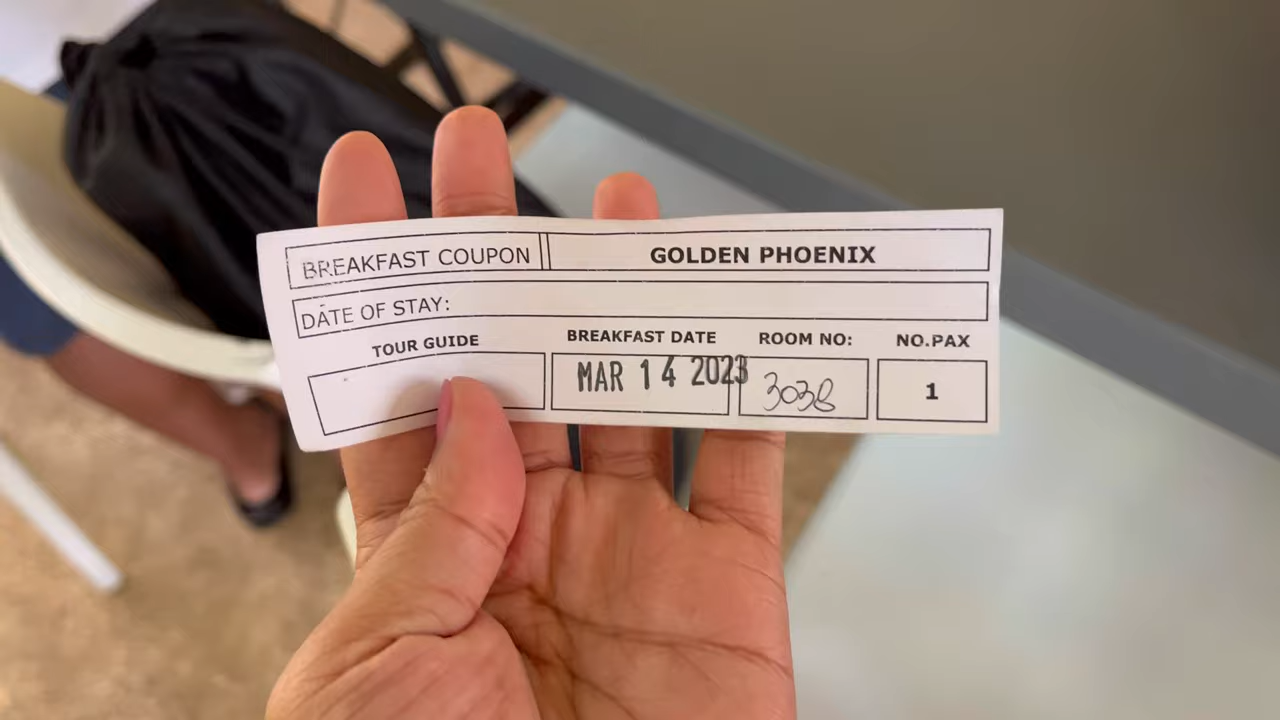 BREAKFAST COUPON GOLDEN PHOENIX
DATE OF STAY:
TOUR GUIDE BREAKFAST DATE ROOM NO: NO.PAX
MAR 14 2023 3038 1